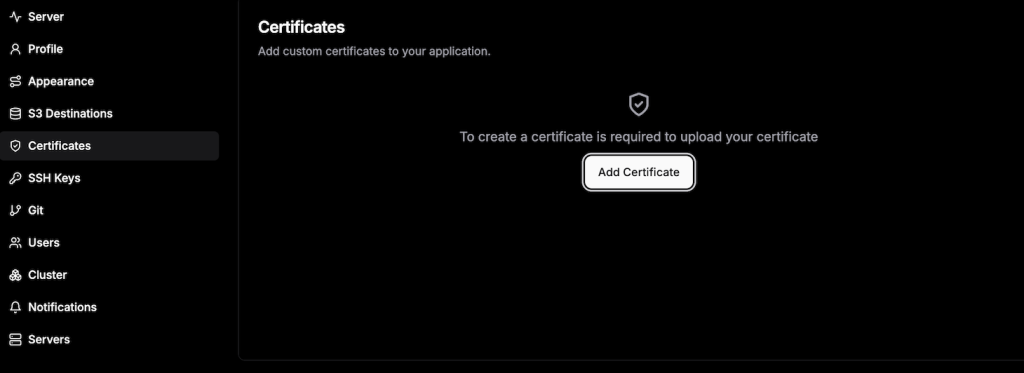 Server
Profile
Appearance
S3 Destinations
Certificates
SSH Keys
Git
Users
Cluster
Notifications
Servers
Certificates
Add custom certificates to your application.
To create a certificate is required to upload your certificate
Add Certificate